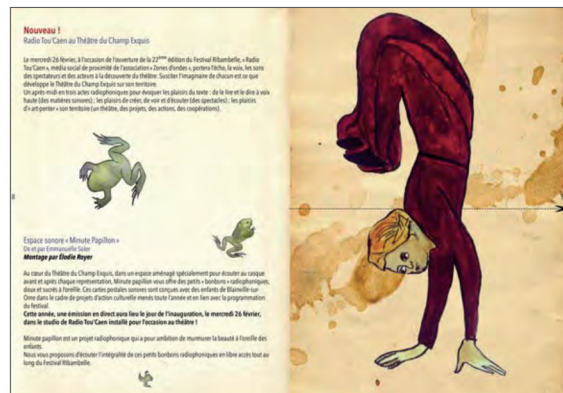 Nouveau !
Radio Tou'Caen au Théâtre du Champ Exquis
Le mercredi 26 février, à l'occasion de l'ouverture de la 22ème édition du Festival Ribambelle, « Radio
Tou'Caen », média social de proximité de l'association « Zones d'ondes », portera l'écho, la voix, les sons
des spectateurs et des acteurs à la découverte du théâtre. Susciter l'imaginaire de chacun est ce que
développe le Théâtre du Champ Exquis sur son territoire.
Un après-midi en trois actes radiophoniques pour évoquer les plaisirs du texte : de le lire et le dire à voix
haute (des matières sonores) ; les plaisirs de créer, de voir et d'écouter (des spectacles) ; les plaisirs
d'« art-penter » son territoire (un théâtre, des projets, des actions, des coopérations).
8
Espace sonore « Minute Papillon »
De et par Emmanuelle Soler
Montage par Élodie Royer
Au cœur du Théâtre du Champ Exquis, dans un espace aménagé spécialement pour écouter au casque
avant et après chaque représentation, Minute papillon vous offre des petits « bonbons » radiophoniques,
doux et sucrés à l'oreille. Ces cartes postales sonores sont conçues avec des enfants de Blainville-sur-
Orne dans le cadre de projets d'action culturelle menés toute l'année et en lien avec la programmation
du festival.
Cette année, une émission en direct aura lieu le jour de l'inauguration, le mercredi 26 février,
dans le studio de Radio Tou'Caen installé pour l'occasion au théâtre !
Minute papillon est un projet radiophonique qui a pour ambition de murmurer la beauté à l'oreille des
enfants.
Nous vous proposons d'écouter l'intégralité de ces petits bonbons radiophoniques en libre accès tout au
long du Festival Ribambelle.